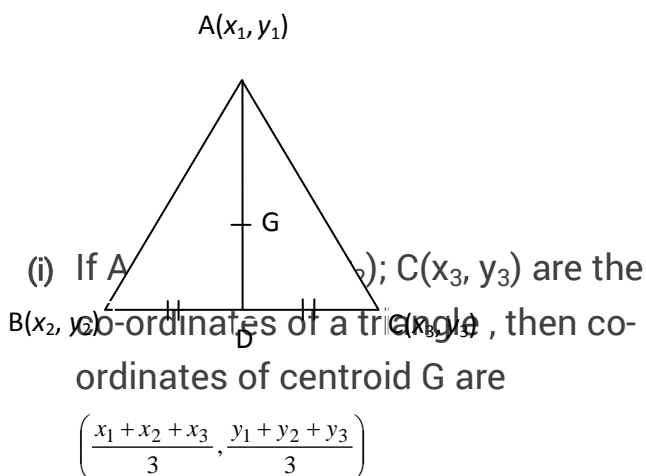 A(x₁, y₁)
G
(i) If A ₂); C(x₃, y₃) are the
B(x₂, y₂) co-ordinates of a triangle , then co-
C(x₃, y₃)
D
ordinates of centroid G are
(x₁ + x₂ + x₃ / 3 , y₁ + y₂ + y₃ / 3)